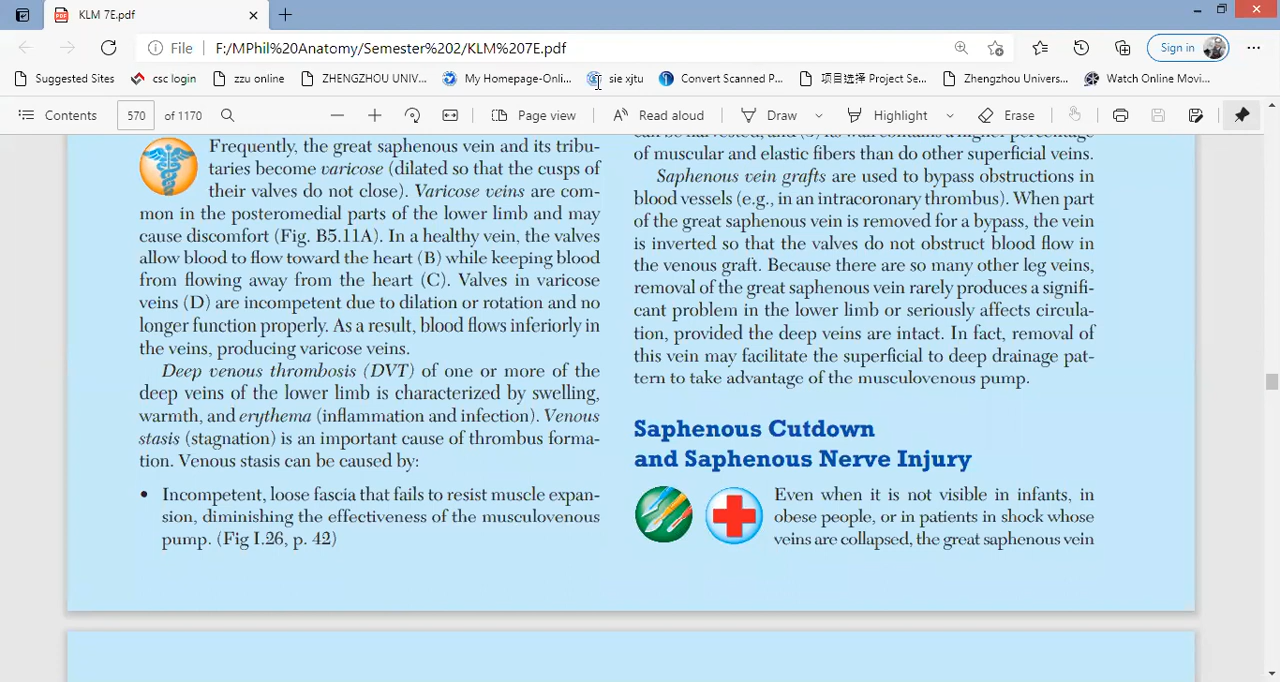 KLM 7E.pdf
File
F:/MPhil%20Anatomy/Semester%202/KLM%207E.pdf
Sign in
Suggested Sites
csc login
zzu online
ZHENGZHOU UNIV...
My Homepage-Onli...
sie xjtu
Convert Scanned P...
项目选择 Project Se...
Zhengzhou Univers...
Watch Online Movi...
Contents
570
of 1170
Page view
Read aloud
Draw
Highlight
Erase
Frequently, the great saphenous vein and its tribu-
taries become varicose (dilated so that the cusps of
their valves do not close). Varicose veins are com-
mon in the posteromedial parts of the lower limb and may
cause discomfort (Fig. B5.11A). In a healthy vein, the valves
allow blood to flow toward the heart (B) while keeping blood
from flowing away from the heart (C). Valves in varicose
veins (D) are incompetent due to dilation or rotation and no
longer function properly. As a result, blood flows inferiorly in
the veins, producing varicose veins.
Deep venous thrombosis (DVT) of one or more of the
deep veins of the lower limb is characterized by swelling,
warmth, and erythema (inflammation and infection). Venous
stasis (stagnation) is an important cause of thrombus forma-
tion. Venous stasis can be caused by:
• Incompetent, loose fascia that fails to resist muscle expan-
sion, diminishing the effectiveness of the musculovenous
pump. (Fig I.26, p. 42)
can be harvested, and (3) its wall contains a higher percentage
of muscular and elastic fibers than do other superficial veins.
Saphenous vein grafts are used to bypass obstructions in
blood vessels (e.g., in an intracoronary thrombus). When part
of the great saphenous vein is removed for a bypass, the vein
is inverted so that the valves do not obstruct blood flow in
the venous graft. Because there are so many other leg veins,
removal of the great saphenous vein rarely produces a signifi-
cant problem in the lower limb or seriously affects circula-
tion, provided the deep veins are intact. In fact, removal of
this vein may facilitate the superficial to deep drainage pat-
tern to take advantage of the musculovenous pump.
Saphenous Cutdown
and Saphenous Nerve Injury
Even when it is not visible in infants, in
obese people, or in patients in shock whose
veins are collapsed, the great saphenous vein